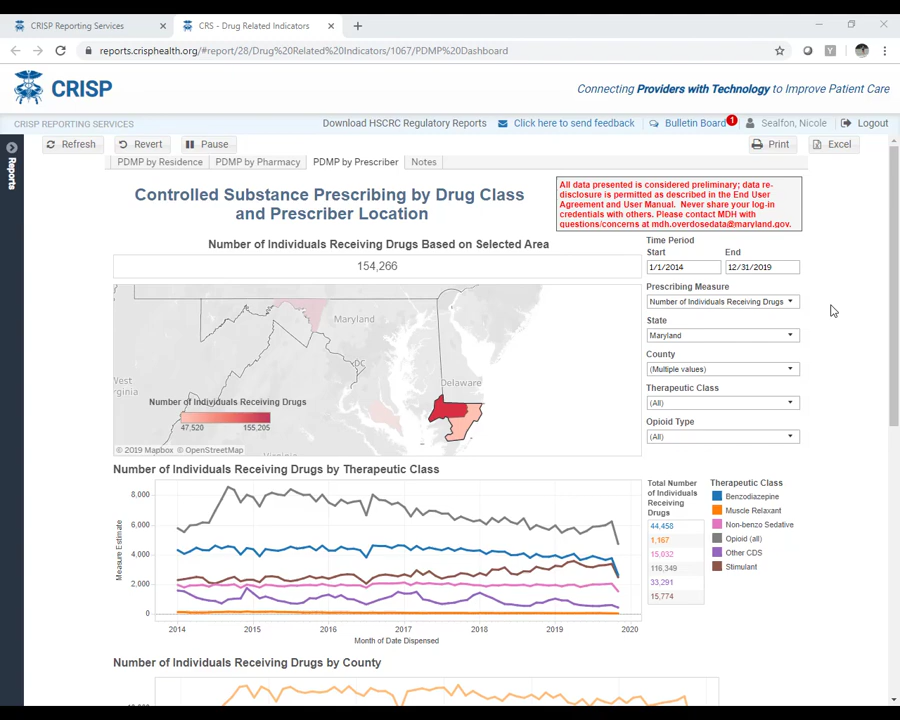 CRISP Reporting Services
CRS - Drug Related Indicators
reports.crisphealth.org/#report/28/Drug%20Related%20Indicators/1067/PDMP%20Dashboard
Y
CRISP
Connecting Providers with Technology to Improve Patient Care
CRISP REPORTING SERVICES
Download HSCRC Regulatory Reports
Click here to send feedback
Bulletin Board 1
Sealfon, Nicole
Logout
Reports
Refresh
Revert
Pause
Print
Excel
PDMP by Residence
PDMP by Pharmacy
PDMP by Prescriber
Notes
Controlled Substance Prescribing by Drug Class
and Prescriber Location
All data presented is considered preliminary; data re-
disclosure is permitted as described in the End User
Agreement and User Manual. Never share your log-in
credentials with others. Please contact MDH with
questions/concerns at mdh.overdosedata@maryland.gov.
Number of Individuals Receiving Drugs Based on Selected Area
154,266
Time Period
Start
End
1/1/2014
12/31/2019
Prescribing Measure
Number of Individuals Receiving Drugs
State
Maryland
County
(Multiple values)
Therapeutic Class
(All)
Opioid Type
(All)
Maryland
DC
Delaware
West
Virginia
Number of Individuals Receiving Drugs
47,520
155,205
© 2019 Mapbox © OpenStreetMap
Number of Individuals Receiving Drugs by Therapeutic Class
Measure Estimate
8,000
6,000
4,000
2,000
0
2014
2015
2016
2017
2018
2019
2020
Month of Date Dispensed
Total Number
of Individuals
Receiving
Drugs
44,458
1,167
15,032
116,349
33,291
15,774
Therapeutic Class
Benzodiazepine
Muscle Relaxant
Non-benzo Sedative
Opioid (all)
Other CDS
Stimulant
Number of Individuals Receiving Drugs by County